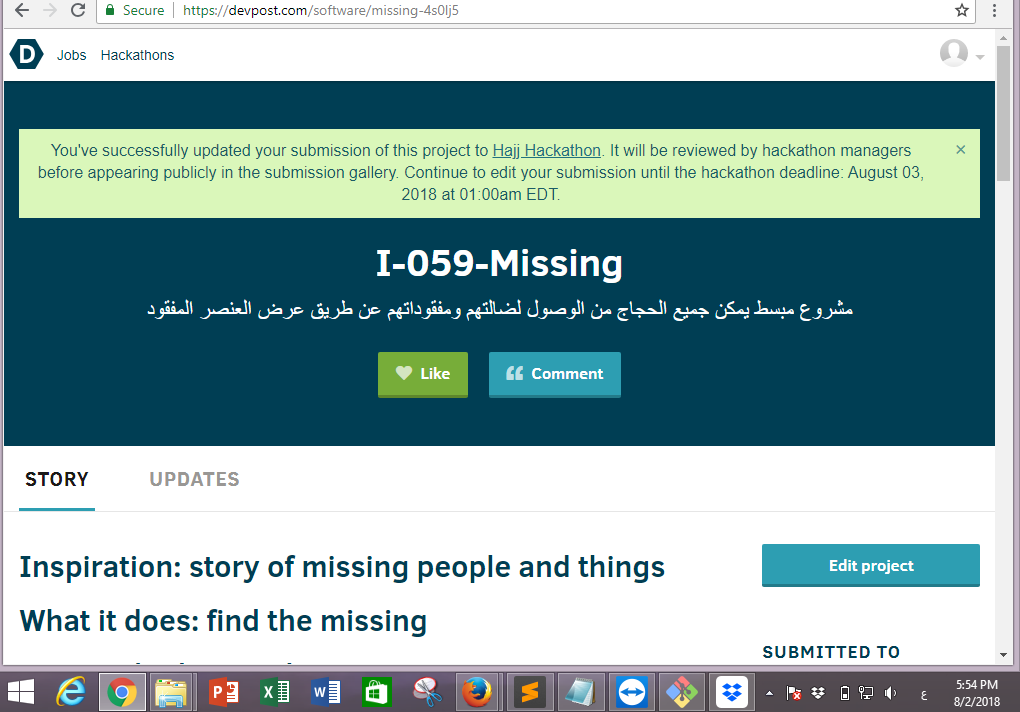 Secure
https://devpost.com/software/missing-4s0lj5
D Jobs Hackathons
You've successfully updated your submission of this project to Hajj Hackathon. It will be reviewed by hackathon managers
before appearing publicly in the submission gallery. Continue to edit your submission until the hackathon deadline: August 03,
2018 at 01:00am EDT.
I-059-Missing
مشروع مبسط يمكن جميع الحجاج من الوصول لضالتهم ومفقوداتهم عن طريق عرض العنصر المفقود
Like
Comment
STORY
UPDATES
Inspiration: story of missing people and things
Edit project
What it does: find the missing
SUBMITTED TO
ع
5:54 PM
8/2/2018